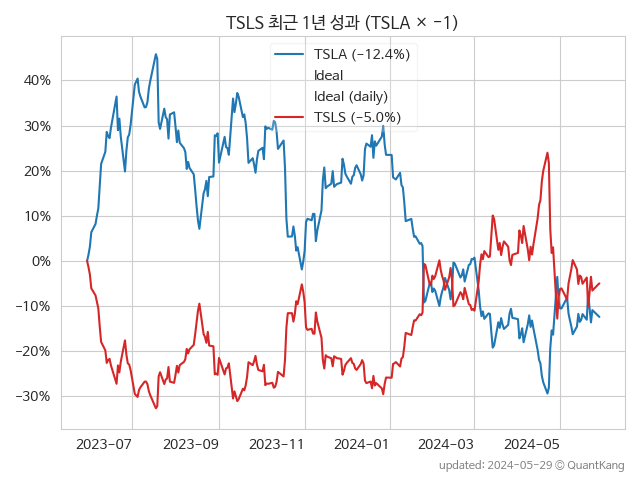 TSLS 최근 1년 성과 (TSLA × −1)
TSLA (−12.4%)
Ideal
Ideal (daily)
TSLS (−5.0%)
40%
30%
20%
10%
0%
−10%
−20%
−30%
2023−07 2023−09 2023−11 2024−01 2024−03 2024−05
updated: 2024-05-29 ⓒ QuantKang